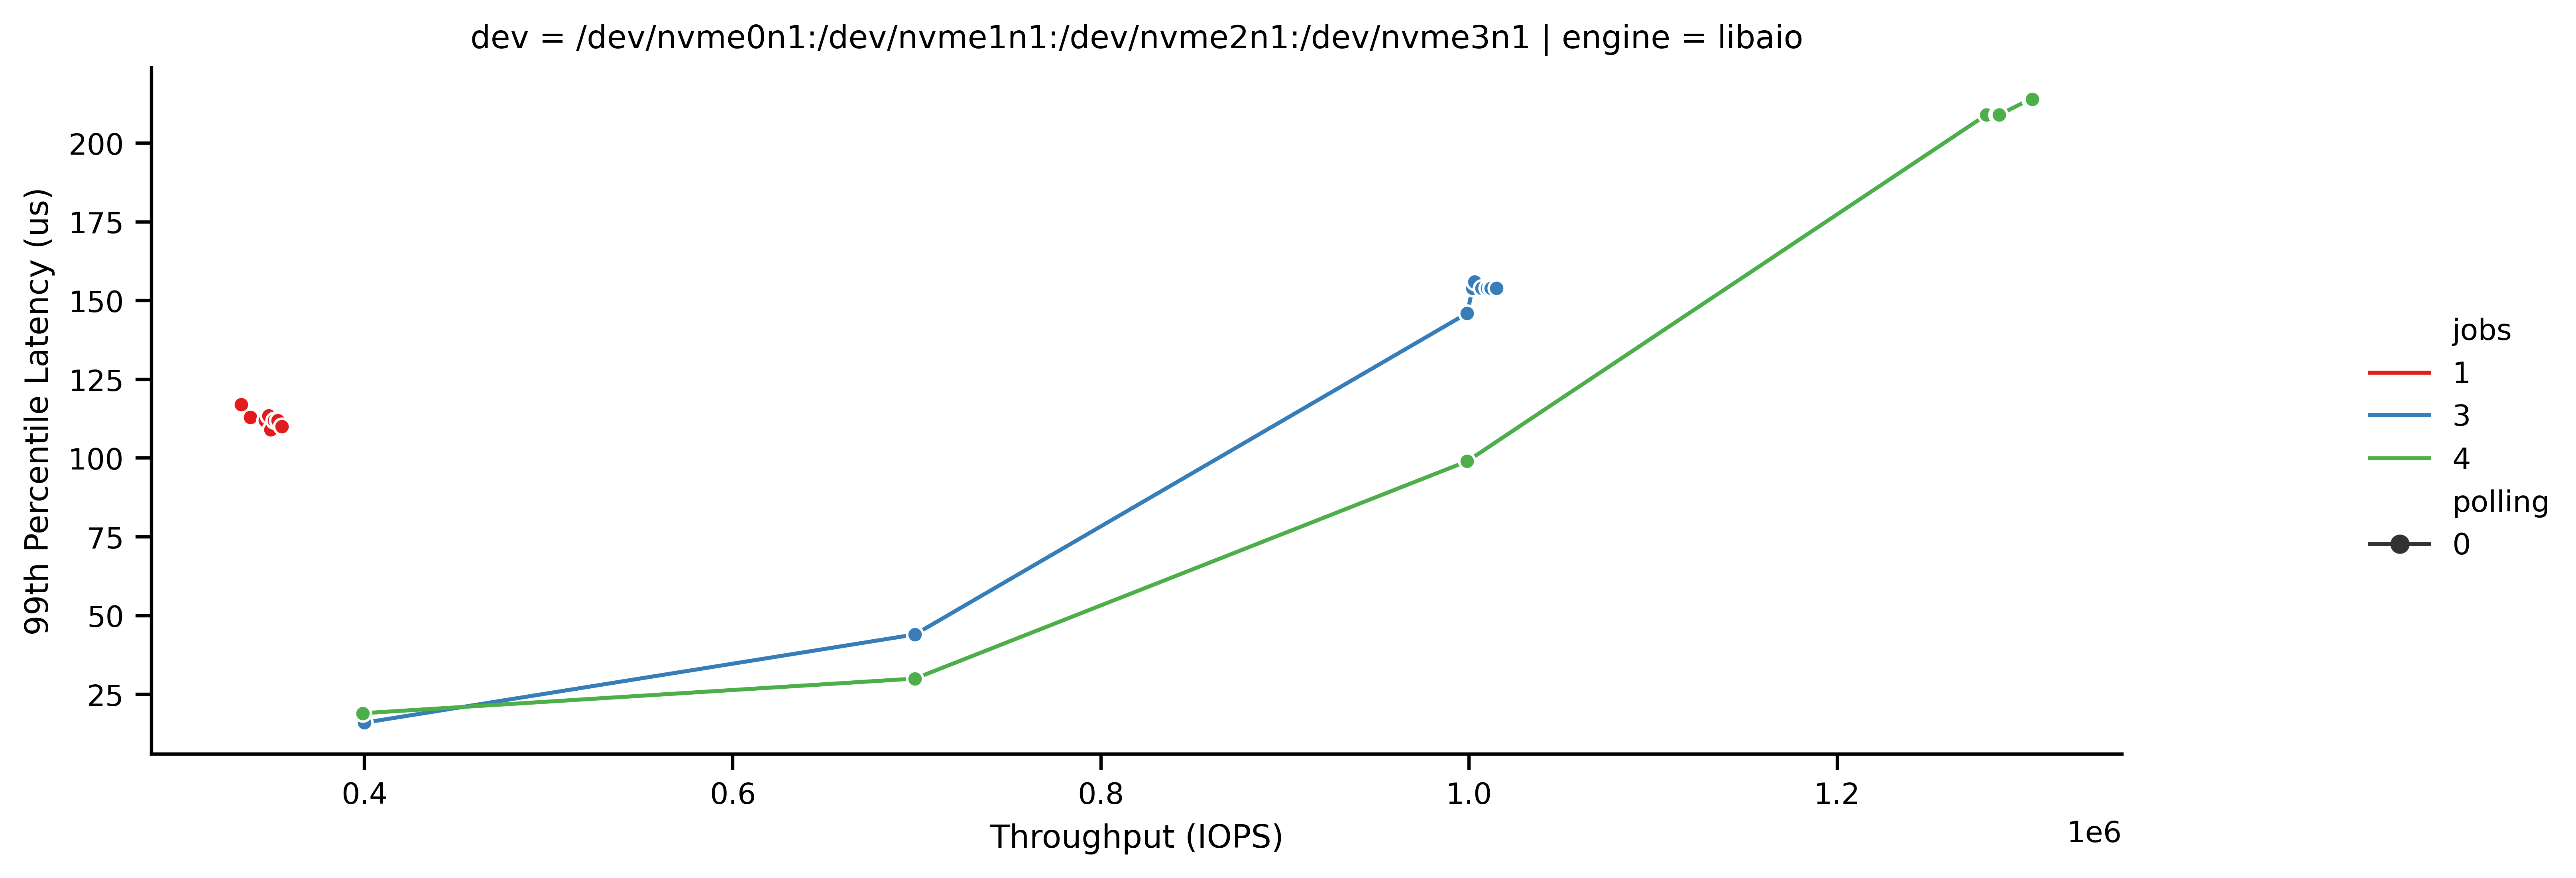 dev = /dev/nvme0n1:/dev/nvme1n1:/dev/nvme2n1:/dev/nvme3n1 | engine = libaio
99th Percentile Latency (us)
200
175
150
125
100
75
50
25
0.4
0.6
0.8
1.0
1.2
1e6
Throughput (IOPS)
jobs
1
3
4
polling
0